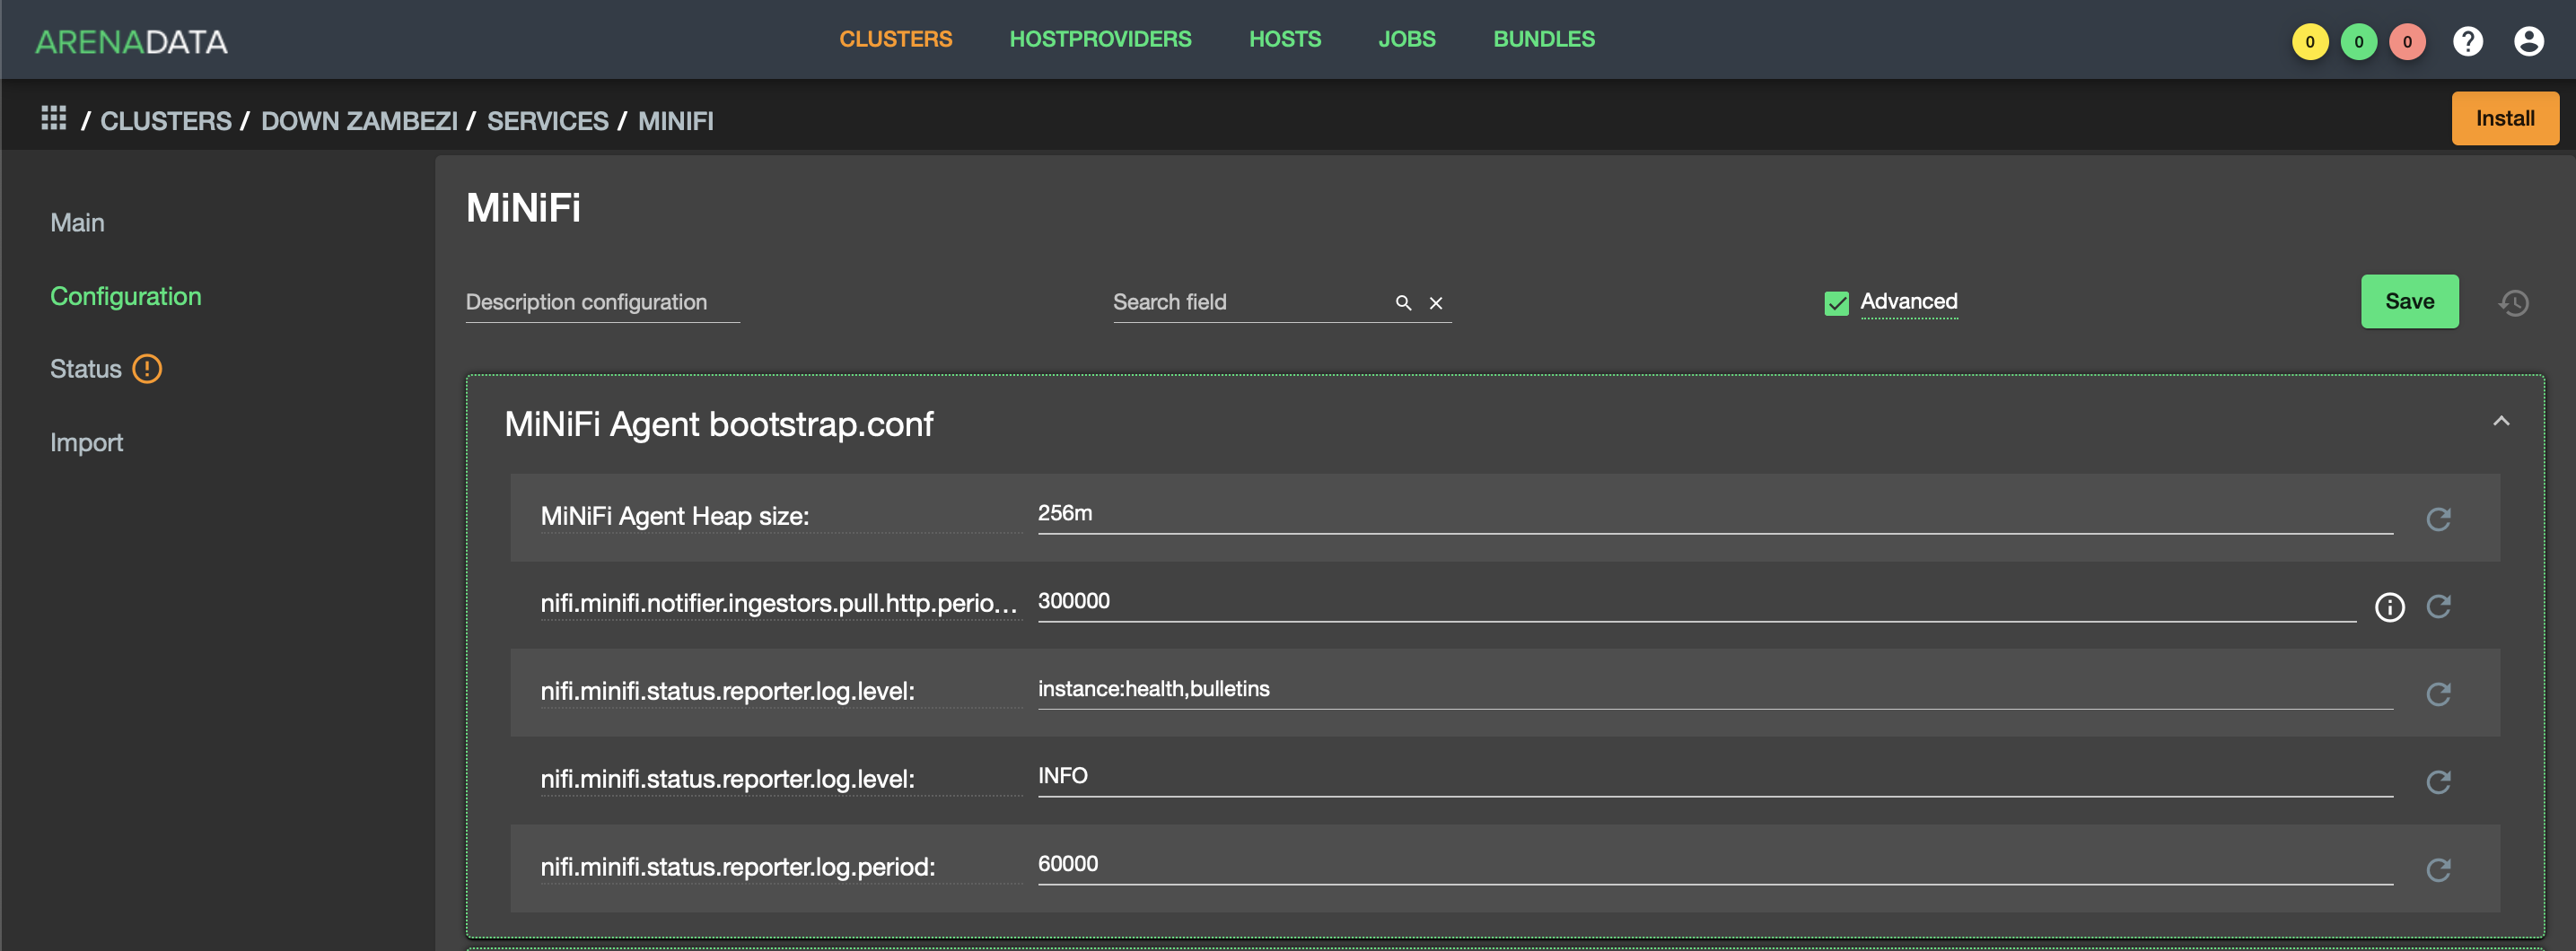 ARENADATA
CLUSTERS HOSTPROVIDERS HOSTS JOBS BUNDLES
0 0 0 ?
/ CLUSTERS / DOWN ZAMBEZI / SERVICES / MINIFI
Install
Main
Configuration
Status !
Import
MiNiFi
Description configuration
Search field
Advanced
Save
MiNiFi Agent bootstrap.conf
MiNiFi Agent Heap size: 256m
nifi.minifi.notifier.ingestors.pull.http.perio... 300000
nifi.minifi.status.reporter.log.level: instance:health,bulletins
nifi.minifi.status.reporter.log.level: INFO
nifi.minifi.status.reporter.log.period: 60000